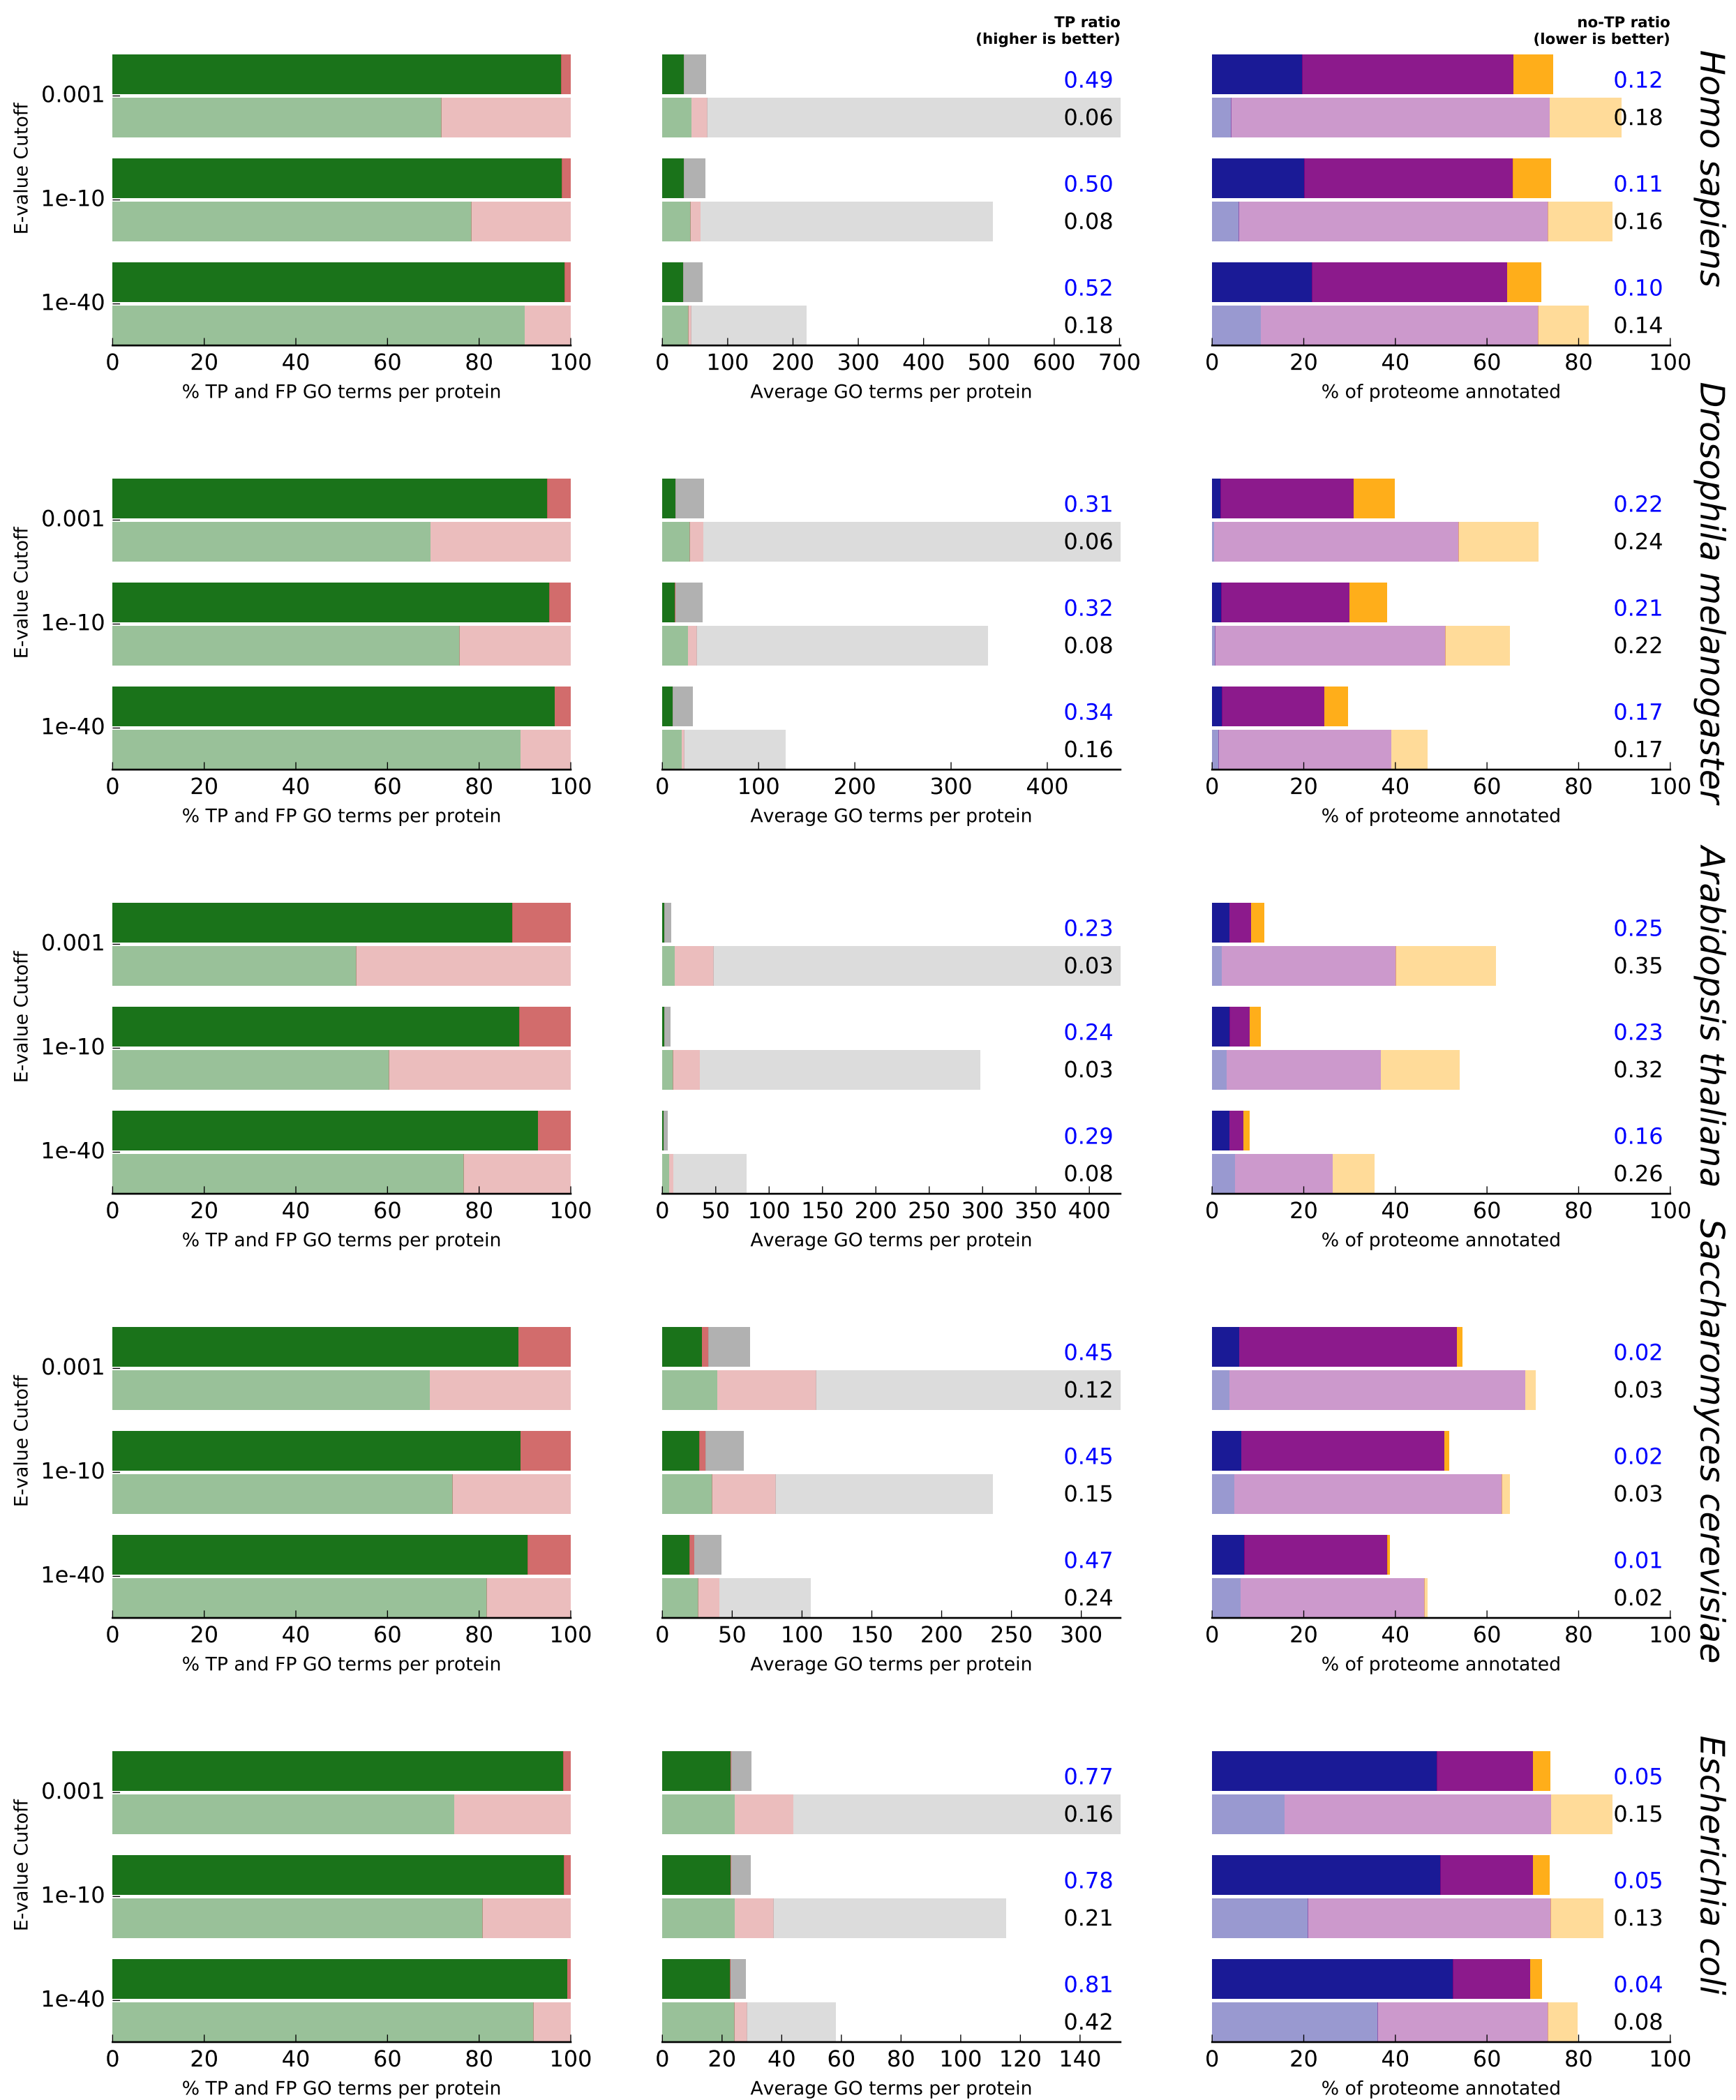 TP ratio
(higher is better)
no-TP ratio
(lower is better)
Homo sapiens
E-value Cutoff
0.001
0.49
0.12
0.06
0.18
1e-10
0.50
0.11
0.08
0.16
1e-40
0.52
0.10
0.18
0.14
0 20 40 60 80 100
0 100 200 300 400 500 600 700
0 20 40 60 80 100
% TP and FP GO terms per protein
Average GO terms per protein
% of proteome annotated
Drosophila melanogaster
E-value Cutoff
0.001
0.31
0.22
0.06
0.24
1e-10
0.32
0.21
0.08
0.22
1e-40
0.34
0.17
0.16
0.17
0 20 40 60 80 100
0 100 200 300 400
0 20 40 60 80 100
% TP and FP GO terms per protein
Average GO terms per protein
% of proteome annotated
Arabidopsis thaliana
E-value Cutoff
0.001
0.23
0.25
0.03
0.35
1e-10
0.24
0.23
0.03
0.32
1e-40
0.29
0.16
0.08
0.26
0 20 40 60 80 100
0 50 100 150 200 250 300 350 400
0 20 40 60 80 100
% TP and FP GO terms per protein
Average GO terms per protein
% of proteome annotated
Saccharomyces cerevisiae
E-value Cutoff
0.001
0.45
0.02
0.12
0.03
1e-10
0.45
0.02
0.15
0.03
1e-40
0.47
0.01
0.24
0.02
0 20 40 60 80 100
0 50 100 150 200 250 300
0 20 40 60 80 100
% TP and FP GO terms per protein
Average GO terms per protein
% of proteome annotated
Escherichia coli
E-value Cutoff
0.001
0.77
0.05
0.16
0.15
1e-10
0.78
0.05
0.21
0.13
1e-40
0.81
0.04
0.42
0.08
0 20 40 60 80 100
0 20 40 60 80 100 120 140
0 20 40 60 80 100
% TP and FP GO terms per protein
Average GO terms per protein
% of proteome annotated